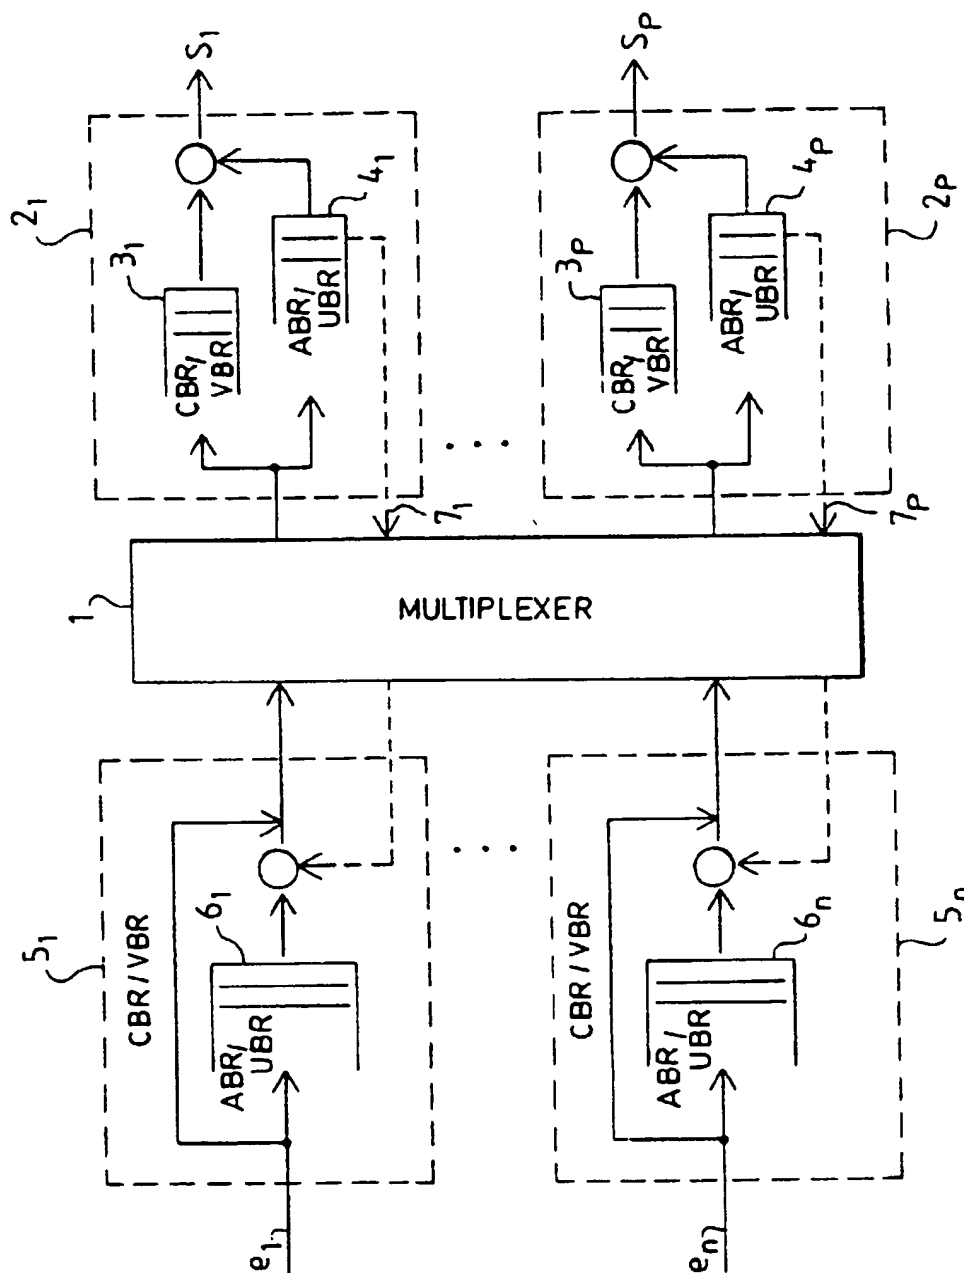 S1
SP
21
2P
31
CBR/
VBR
41
ABR/
UBR
3P
CBR/
VBR
4P
ABR/
UBR
71
7P
. . .
1
MULTIPLEXER
51
CBR/VBR
61
ABR/
UBR
. . .
5n
CBR/VBR
6n
ABR/
UBR
e1
en